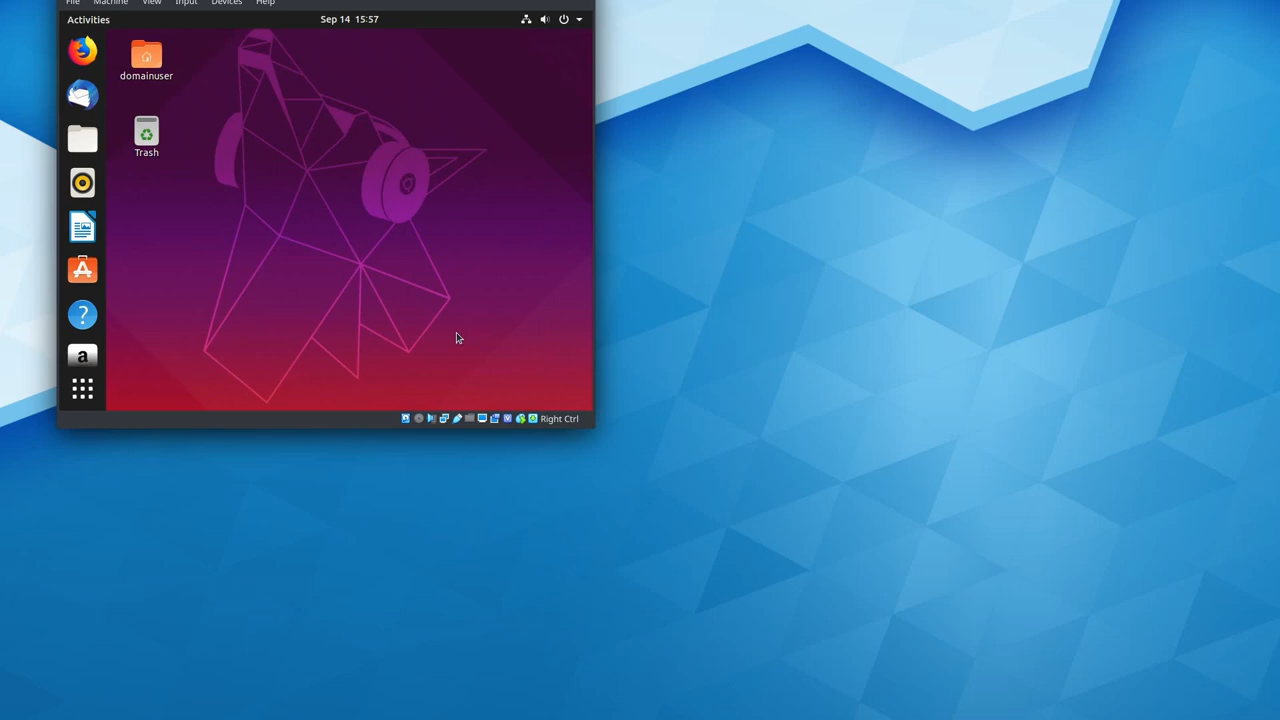 File Machine View Input Devices Help
Activities Sep 14 15:57
domainuser
Trash
?
a
Right Ctrl